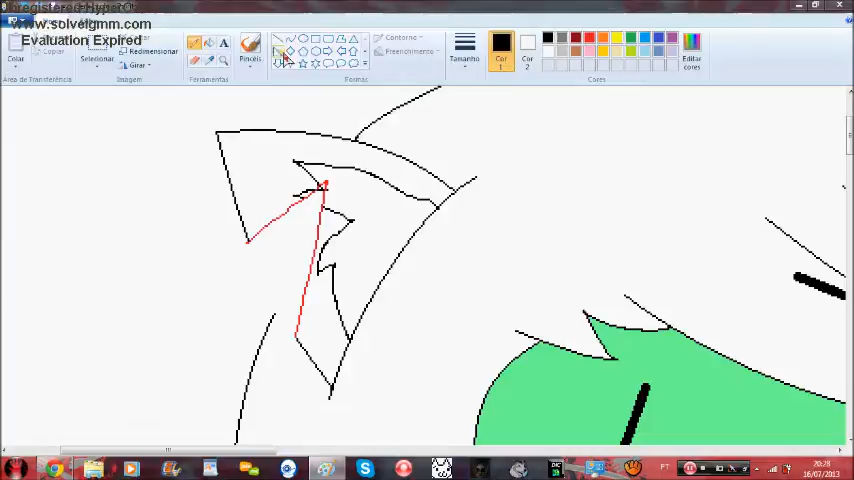 www.solveigmm.com
Evaluation Expired
Colar
Copiar
Selecionar
Redimensionar
Girar
Pincéis
Contorno
Preenchimento
Tamanho
Cor
1
Cor
2
Editar
cores
Área de Transferência
Imagem
Ferramentas
Formas
Cores
DIC
PT
20:28
16/07/2013